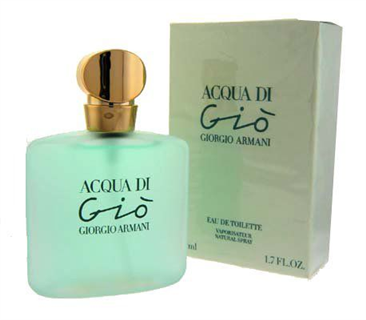 ACQUA DI
Giò
GIORGIO ARMANI
ACQUA DI
Giò
GIORGIO ARMANI
EAU DE TOILETTE
VAPORISATEUR
NATURAL SPRAY
ml 1.7 FL.OZ.